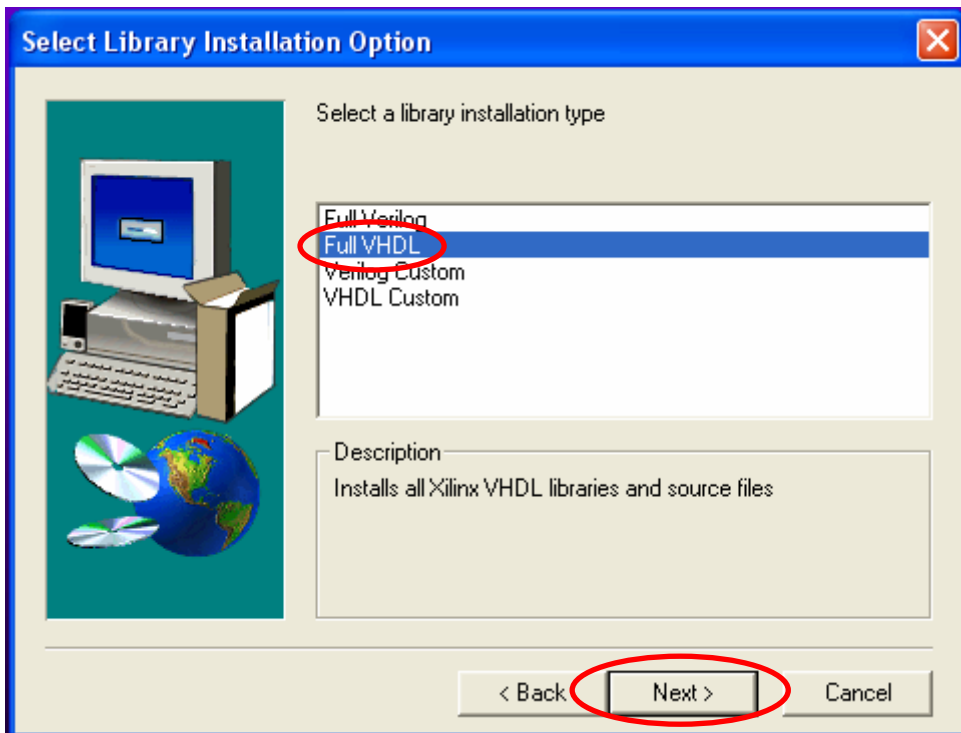 Select Library Installation Option
Select a library installation type
Full Verilog
Full VHDL
Verilog Custom
VHDL Custom
Description
Installs all Xilinx VHDL libraries and source files
< Back
Next >
Cancel